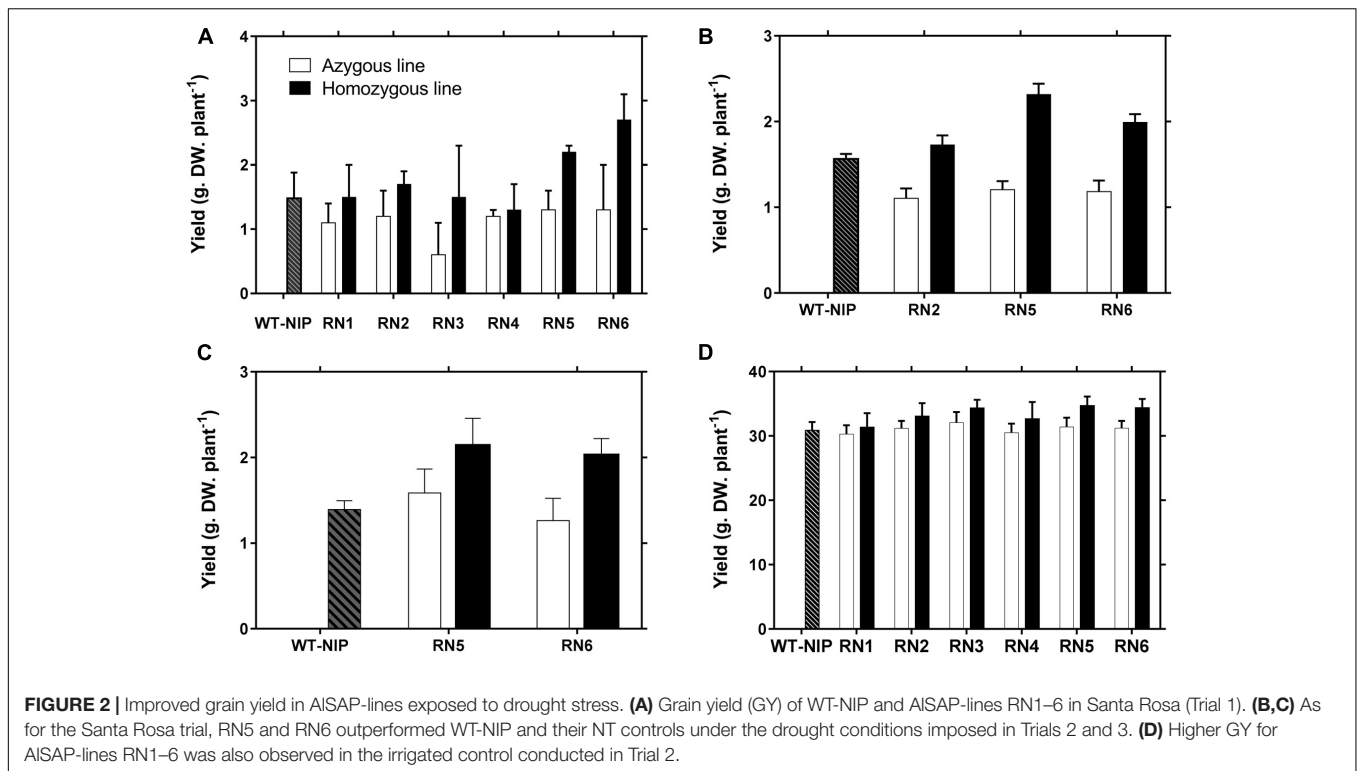 A
Yield (g. DW. plant⁻¹)
4
3
2
1
0
Azygous line
Homozygous line
WT-NIP RN1 RN2 RN3 RN4 RN5 RN6
B
Yield (g. DW. plant⁻¹)
3
2
1
0
WT-NIP RN2 RN5 RN6
C
Yield (g. DW. plant⁻¹)
3
2
1
0
WT-NIP RN5 RN6
D
Yield (g. DW. plant⁻¹)
40
30
20
10
0
WT-NIP RN1 RN2 RN3 RN4 RN5 RN6
FIGURE 2 | Improved grain yield in AlSAP-lines exposed to drought stress. (A) Grain yield (GY) of WT-NIP and AlSAP-lines RN1–6 in Santa Rosa (Trial 1). (B,C) As
for the Santa Rosa trial, RN5 and RN6 outperformed WT-NIP and their NT controls under the drought conditions imposed in Trials 2 and 3. (D) Higher GY for
AlSAP-lines RN1–6 was also observed in the irrigated control conducted in Trial 2.